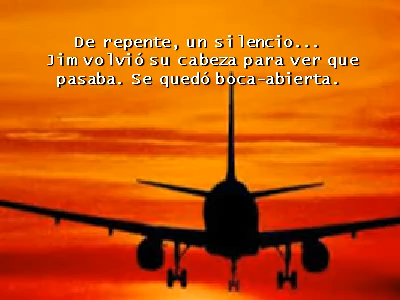 De repente, un silencio...
Jim volvió su cabeza para ver que
pasaba. Se quedó boca-abierta.